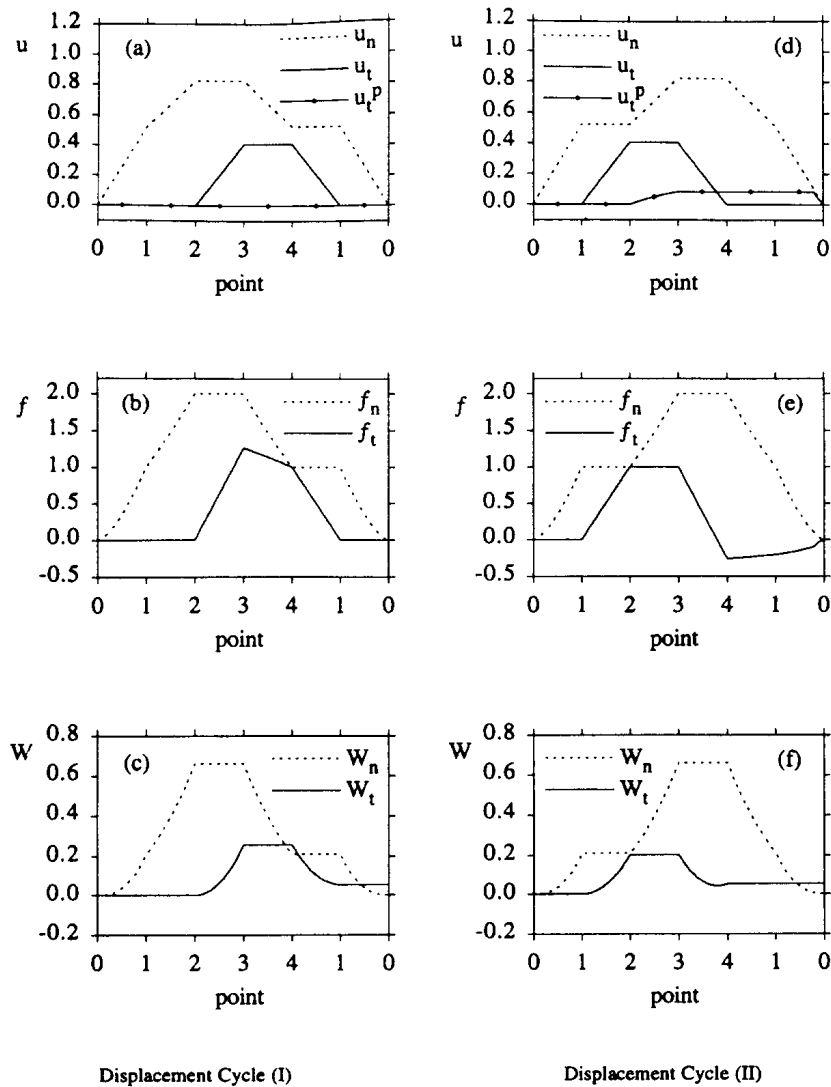 u
1.2
1.0
0.8
0.6
0.4
0.2
0.0
(a)
u_n
u_t
u_t^p
0 1 2 3 4 1 0
point
u
1.2
1.0
0.8
0.6
0.4
0.2
0.0
(d)
u_n
u_t
u_t^p
0 1 2 3 4 1 0
point
f
2.0
1.5
1.0
0.5
0.0
-0.5
(b)
f_n
f_t
0 1 2 3 4 1 0
point
f
2.0
1.5
1.0
0.5
0.0
-0.5
(e)
f_n
f_t
0 1 2 3 4 1 0
point
W
0.8
0.6
0.4
0.2
0.0
-0.2
(c)
W_n
W_t
0 1 2 3 4 1 0
point
W
0.8
0.6
0.4
0.2
0.0
-0.2
(f)
W_n
W_t
0 1 2 3 4 1 0
point
Displacement Cycle (I)
Displacement Cycle (II)